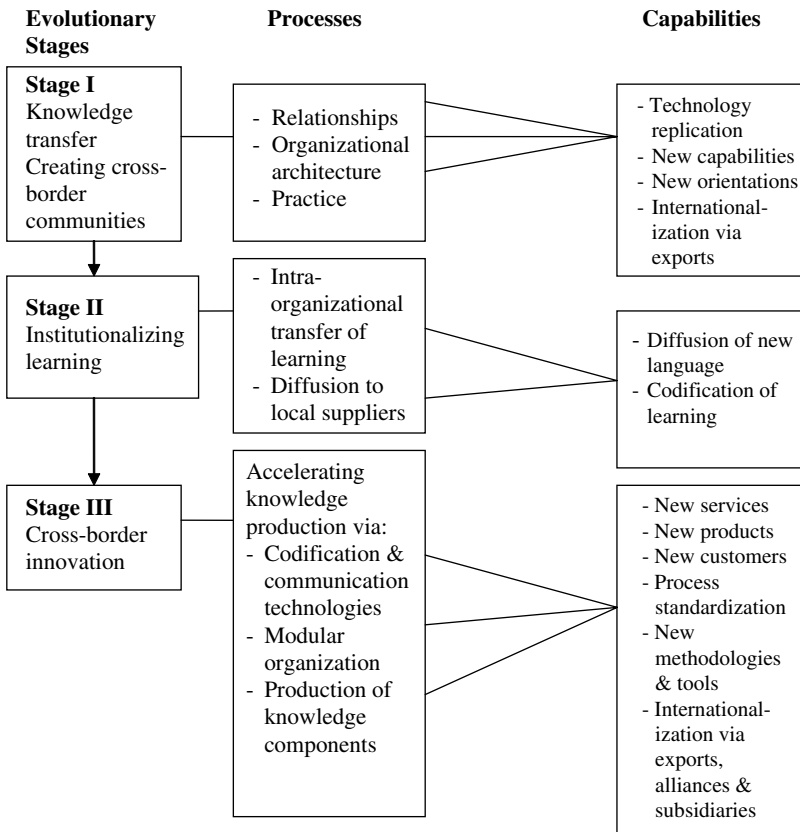 Evolutionary
Stages
Processes
Capabilities
Stage I
Knowledge
transfer
Creating cross-
border
communities
- Relationships
- Organizational
architecture
- Practice
- Technology
replication
- New capabilities
- New orientations
- International-
ization via
exports
Stage II
Institutionalizing
learning
- Intra-
organizational
transfer of
learning
- Diffusion to
local suppliers
- Diffusion of new
language
- Codification of
learning
Stage III
Cross-border
innovation
Accelerating
knowledge
production via:
- Codification &
communication
technologies
- Modular
organization
- Production of
knowledge
components
- New services
- New products
- New customers
- Process
standardization
- New
methodologies
& tools
- International-
ization via
exports,
alliances &
subsidiaries